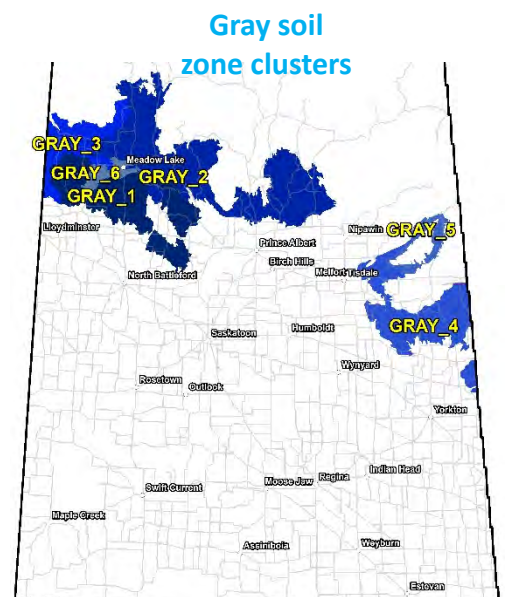 Gray soil
zone clusters
GRAY_3
Meadow Lake
GRAY_6
GRAY_2
GRAY_1
Lloydminster
Nipawin
GRAY_5
Prince Albert
Birch Hills
North Battleford
Melfort
Tisdale
GRAY_4
Saskatoon
Humboldt
Wynyard
Rosetown
Outlook
Yorkton
Indian Head
Swift Current
Moose Jaw
Regina
Maple Creek
Assiniboia
Weyburn
Estevan